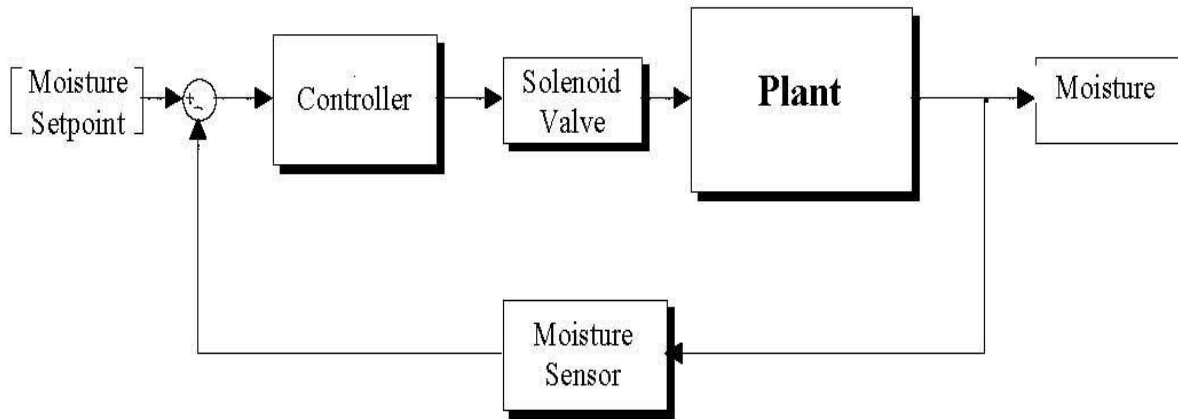 Moisture
Setpoint
+
-
Controller
Solenoid
Valve
Plant
Moisture
Moisture
Sensor